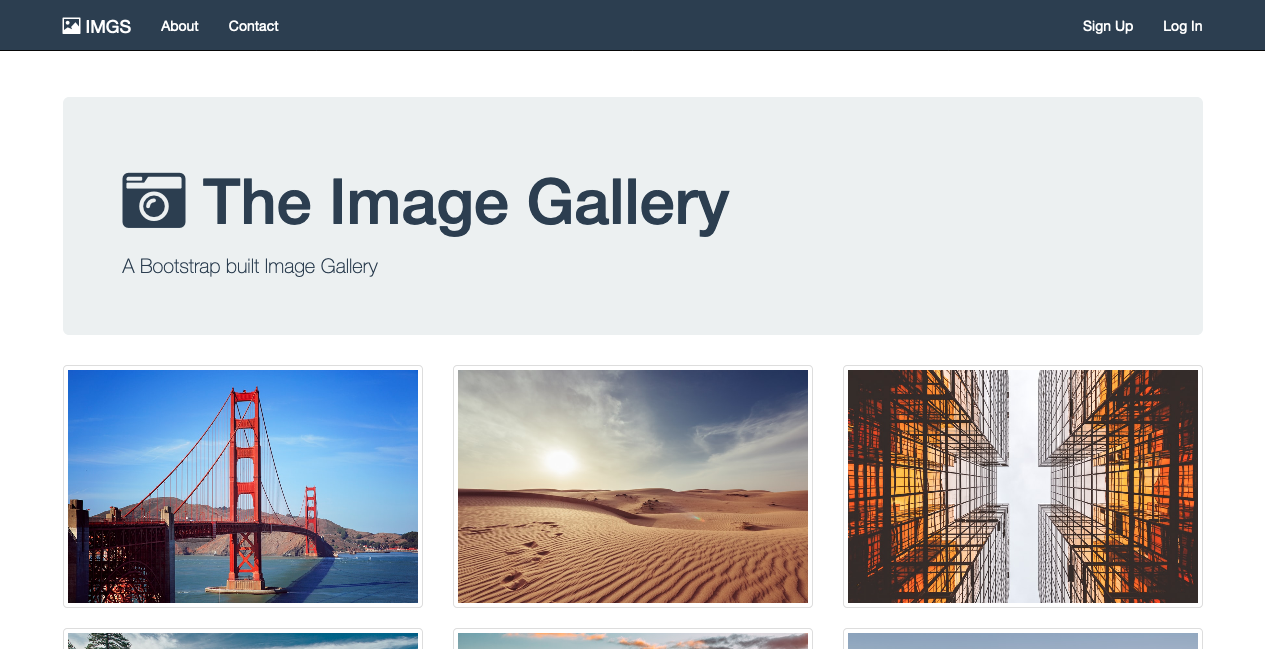 IMGS About Contact Sign Up Log In
The Image Gallery
A Bootstrap built Image Gallery